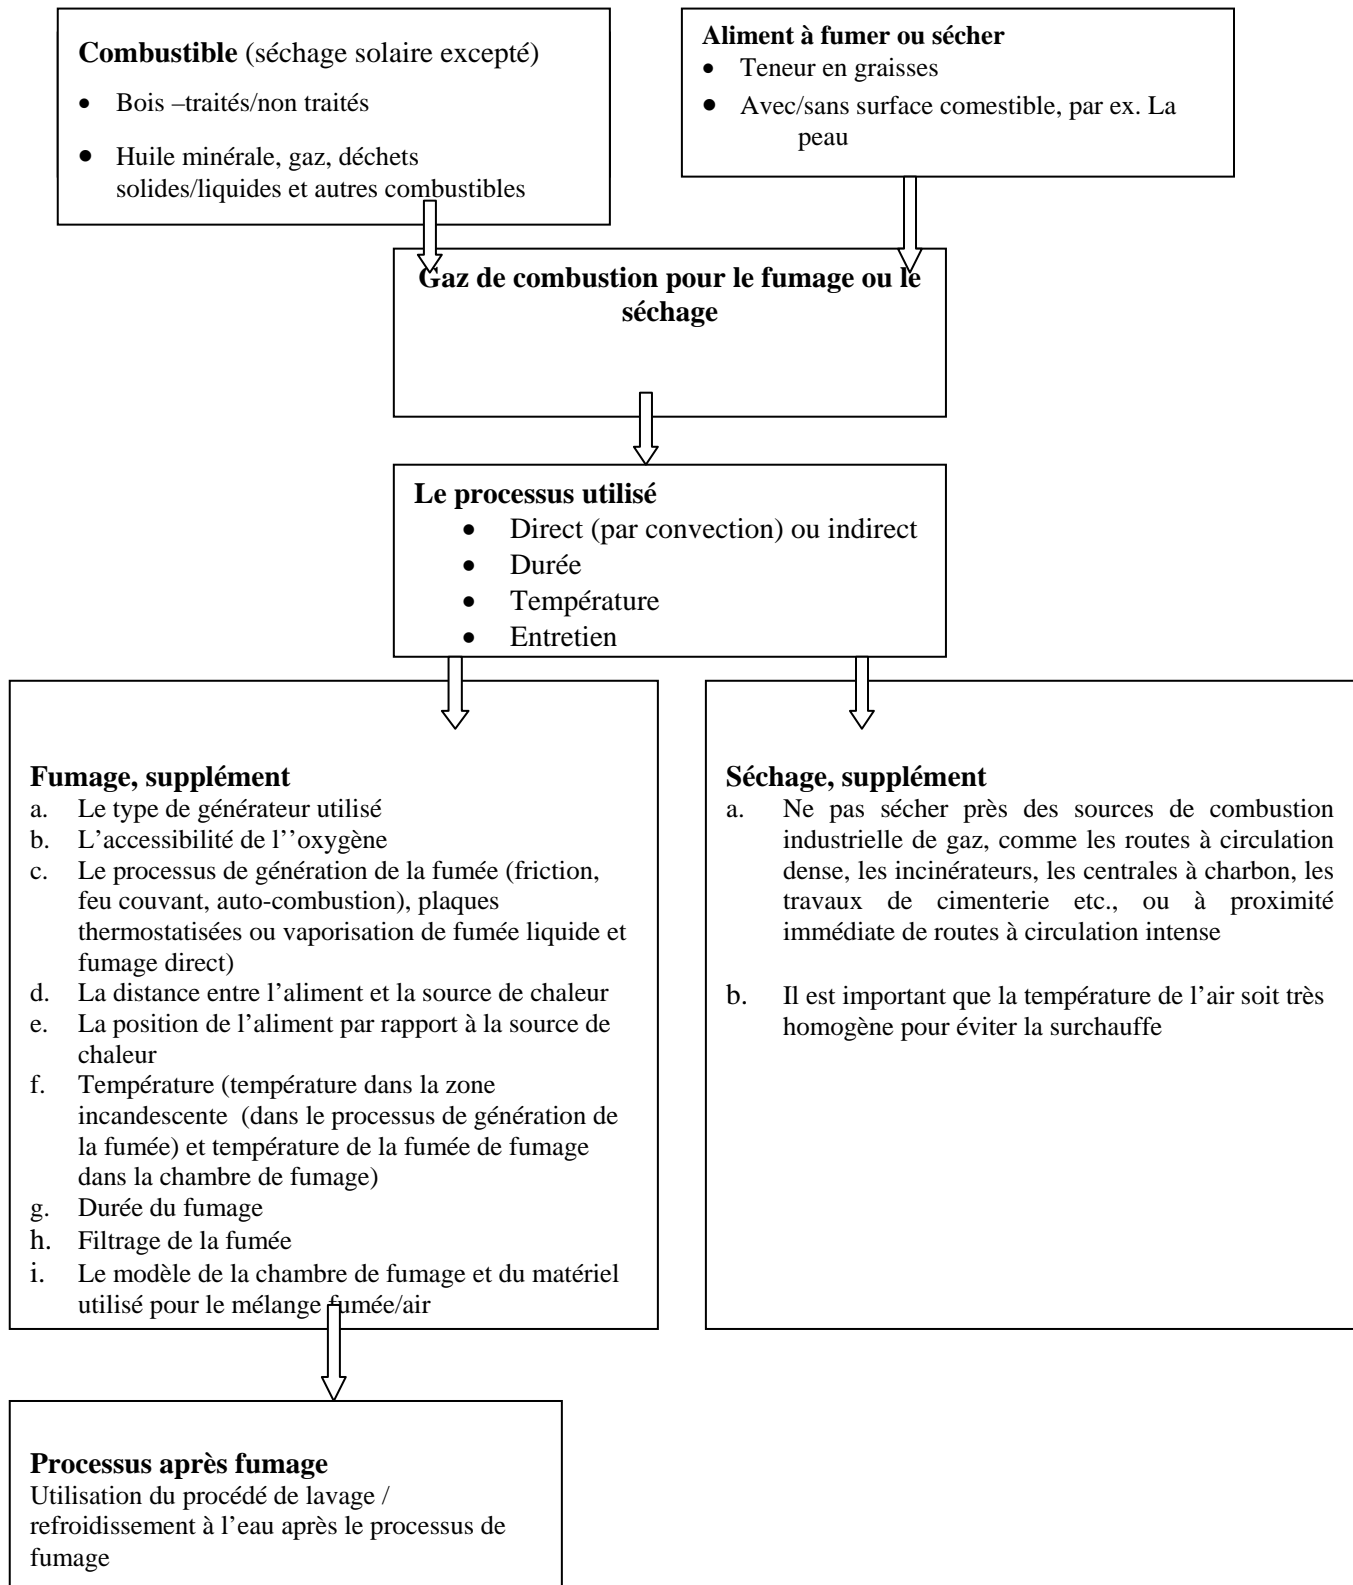 Combustible (séchage solaire excepté)
• Bois –traités/non traités
• Huile minérale, gaz, déchets
solides/liquides et autres combustibles
Aliment à fumer ou sécher
• Teneur en graisses
• Avec/sans surface comestible, par ex. La
peau
Gaz de combustion pour le fumage ou le
séchage
Le processus utilisé
• Direct (par convection) ou indirect
• Durée
• Température
• Entretien
Fumage, supplément
a. Le type de générateur utilisé
b. L’accessibilité de l’’oxygène
c. Le processus de génération de la fumée (friction,
feu couvant, auto-combustion), plaques
thermostatisées ou vaporisation de fumée liquide et
fumage direct)
d. La distance entre l’aliment et la source de chaleur
e. La position de l’aliment par rapport à la source de
chaleur
f. Température (température dans la zone
incandescente (dans le processus de génération de
la fumée) et température de la fumée de fumage
dans la chambre de fumage)
g. Durée du fumage
h. Filtrage de la fumée
i. Le modèle de la chambre de fumage et du matériel
utilisé pour le mélange fumée/air
Séchage, supplément
a. Ne pas sécher près des sources de combustion
industrielle de gaz, comme les routes à circulation
dense, les incinérateurs, les centrales à charbon, les
travaux de cimenterie etc., ou à proximité
immédiate de routes à circulation intense
b. Il est important que la température de l’air soit très
homogène pour éviter la surchauffe
Processus après fumage
Utilisation du procédé de lavage /
refroidissement à l’eau après le processus de
fumage